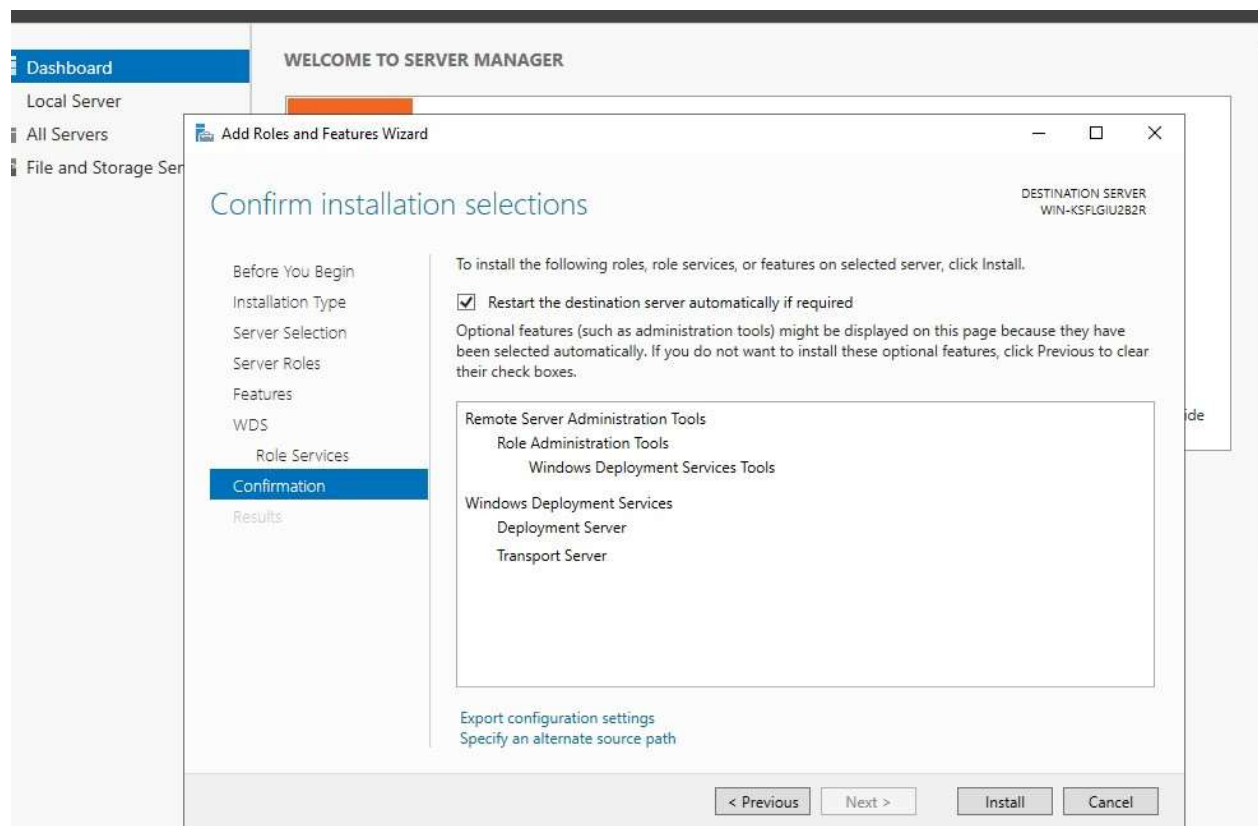 Dashboard
Local Server
All Servers
File and Storage Ser
WELCOME TO SERVER MANAGER
Add Roles and Features Wizard
Confirm installation selections
DESTINATION SERVER
WIN-KSFLGIU2B2R
Before You Begin
Installation Type
Server Selection
Server Roles
Features
WDS
Role Services
Confirmation
Results
To install the following roles, role services, or features on selected server, click Install.
Restart the destination server automatically if required
Optional features (such as administration tools) might be displayed on this page because they have
been selected automatically. If you do not want to install these optional features, click Previous to clear
their check boxes.
Remote Server Administration Tools
Role Administration Tools
Windows Deployment Services Tools
Windows Deployment Services
Deployment Server
Transport Server
Export configuration settings
Specify an alternate source path
ide
< Previous
Next >
Install
Cancel